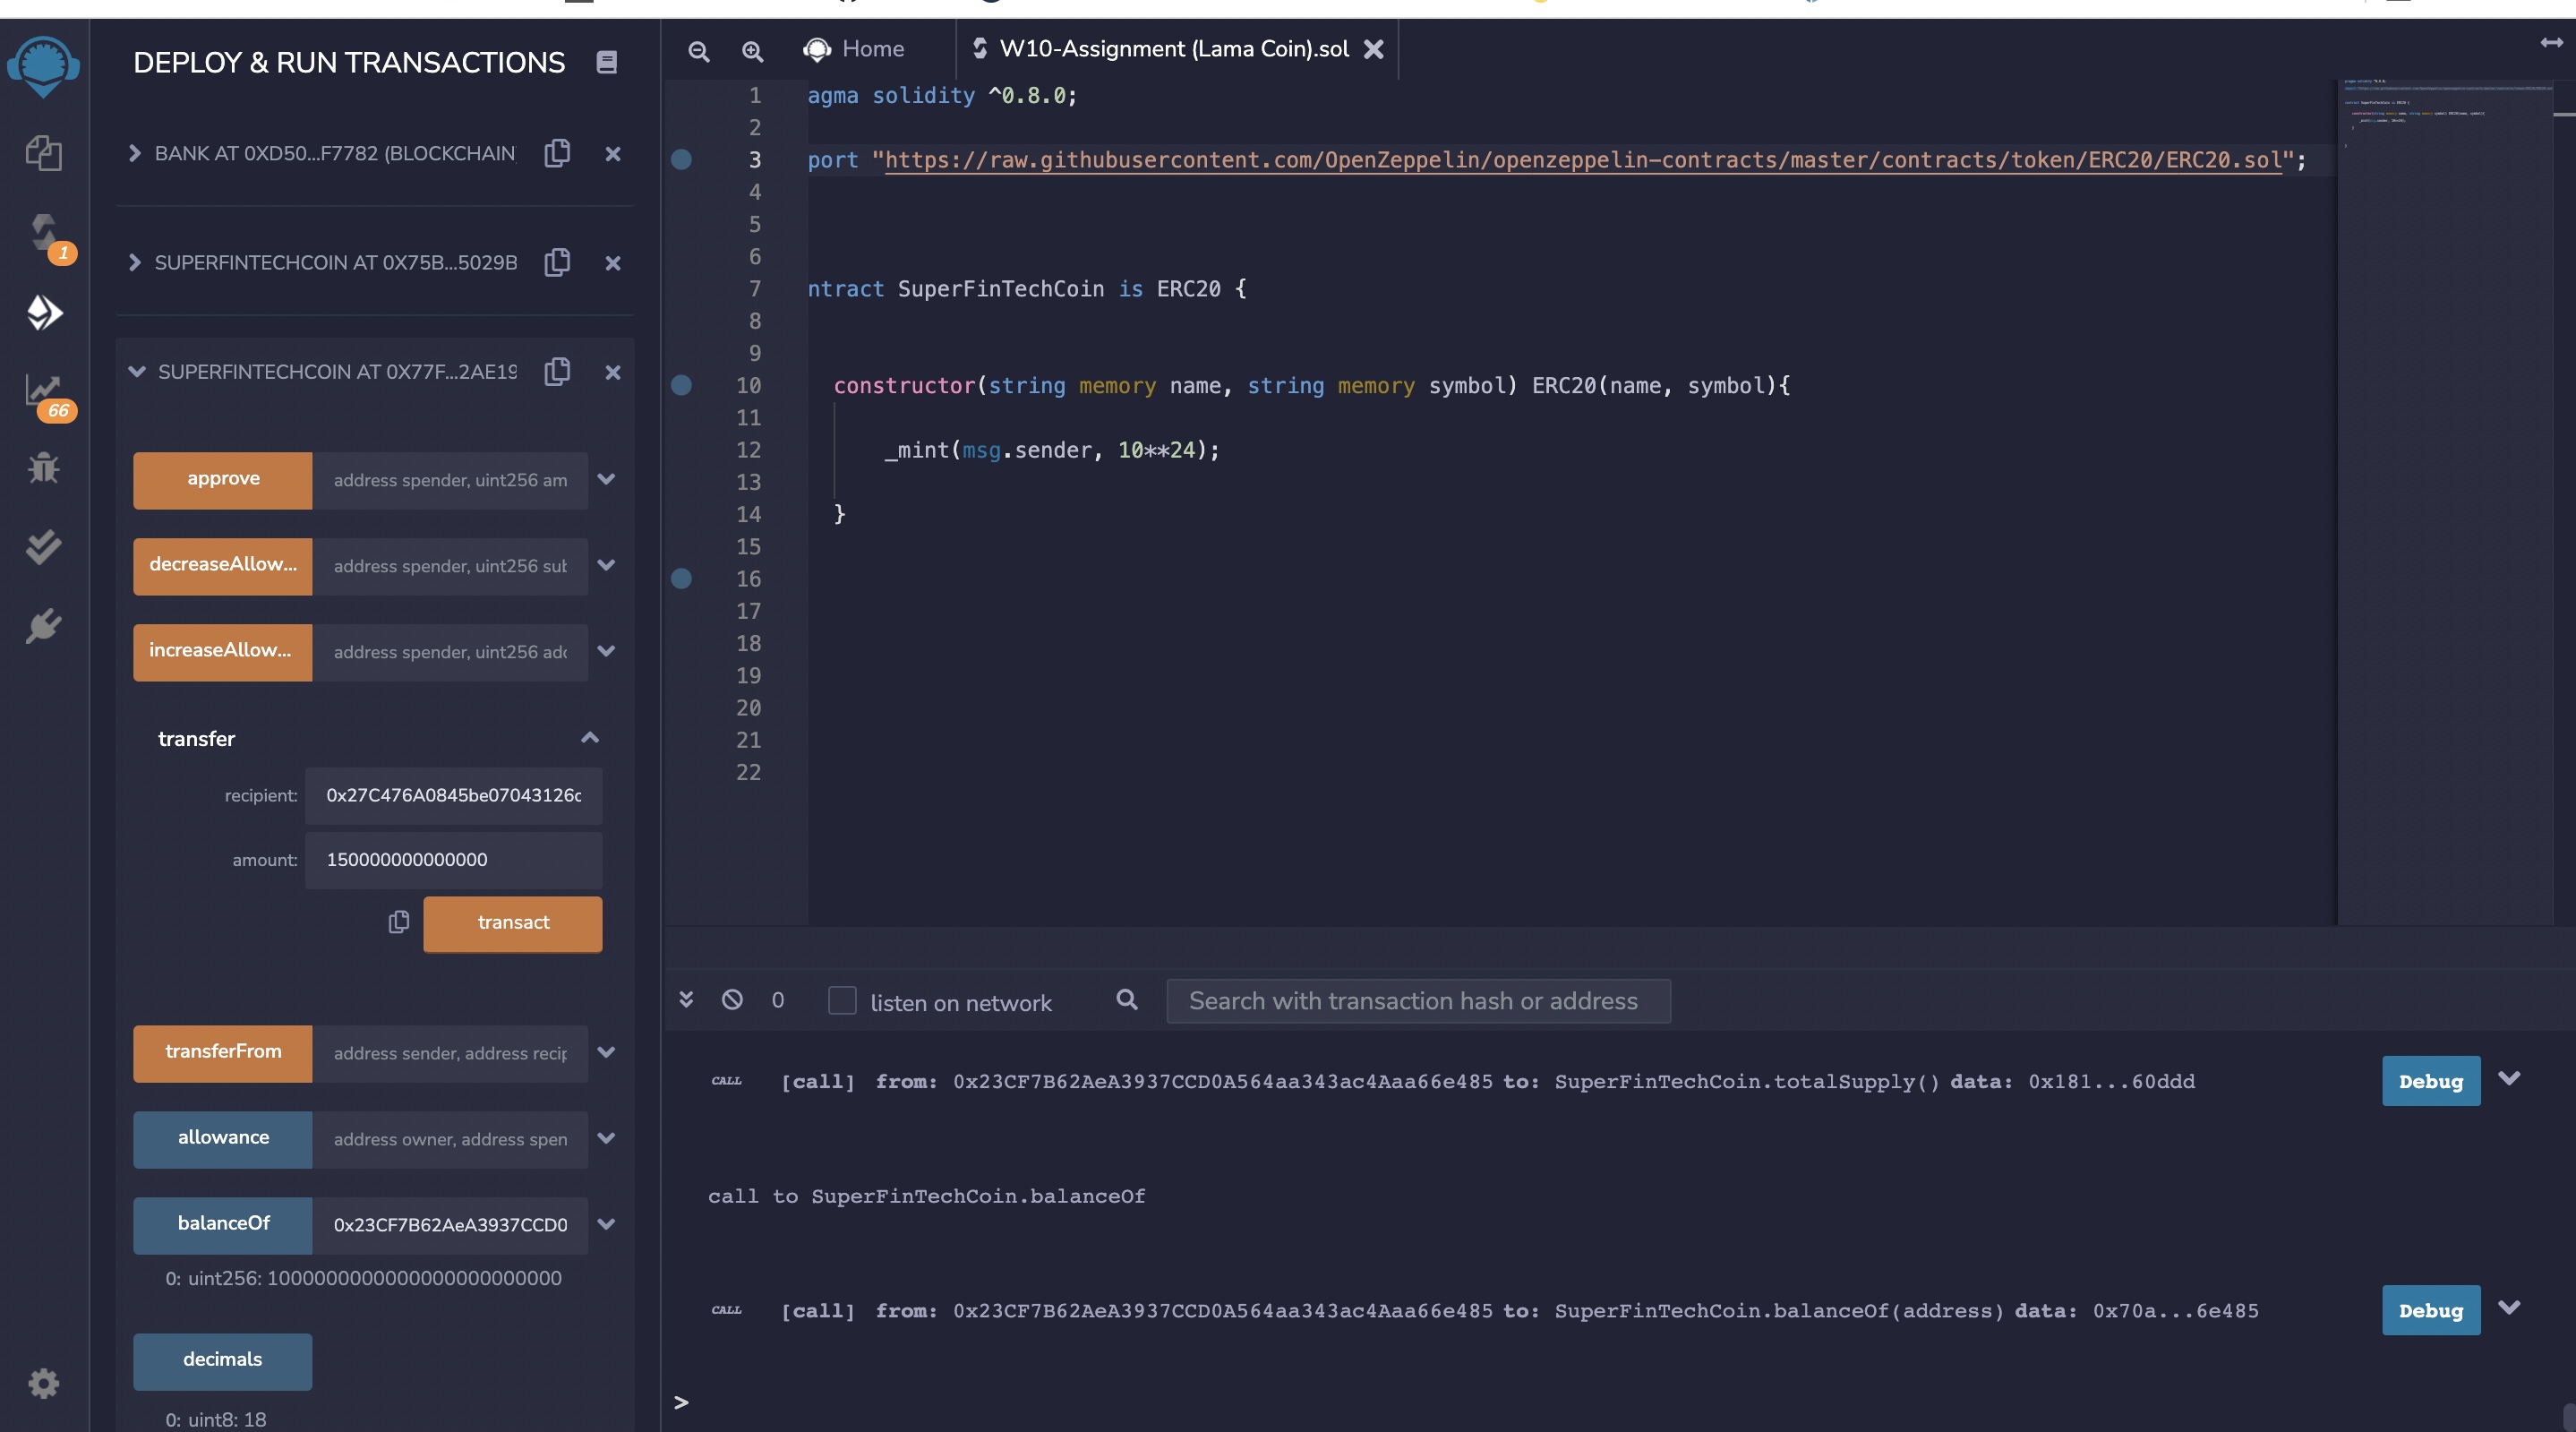 DEPLOY & RUN TRANSACTIONS
BANK AT 0XD50...F7782 (BLOCKCHAIN
SUPERFINTECHCOIN AT 0X75B...5029B
1
SUPERFINTECHCOIN AT 0X77F...2AE19
66
approve address spender, uint256 am
decreaseAllow... address spender, uint256 sub
increaseAllow... address spender, uint256 add
transfer
recipient: 0x27C476A0845be07043126c
amount: 150000000000000
transact
transferFrom address sender, address recip
allowance address owner, address spen
balanceOf 0x23CF7B62AeA3937CCD0
0: uint256: 1000000000000000000000000
decimals
0: uint8: 18
Home
W10-Assignment (Lama Coin).sol
1 agma solidity ^0.8.0;
2
3 port "https://raw.githubusercontent.com/OpenZeppelin/openzeppelin-contracts/master/contracts/token/ERC20/ERC20.sol";
4
5
6
7 ntract SuperFinTechCoin is ERC20 {
8
9
10 constructor(string memory name, string memory symbol) ERC20(name, symbol){
11
12 _mint(msg.sender, 10**24);
13
14 }
15
16
17
18
19
20
21
22
0 listen on network Search with transaction hash or address
CALL [call] from: 0x23CF7B62AeA3937CCD0A564aa343ac4Aaa66e485 to: SuperFinTechCoin.totalSupply() data: 0x181...60ddd Debug
call to SuperFinTechCoin.balanceOf
CALL [call] from: 0x23CF7B62AeA3937CCD0A564aa343ac4Aaa66e485 to: SuperFinTechCoin.balanceOf(address) data: 0x70a...6e485 Debug
>